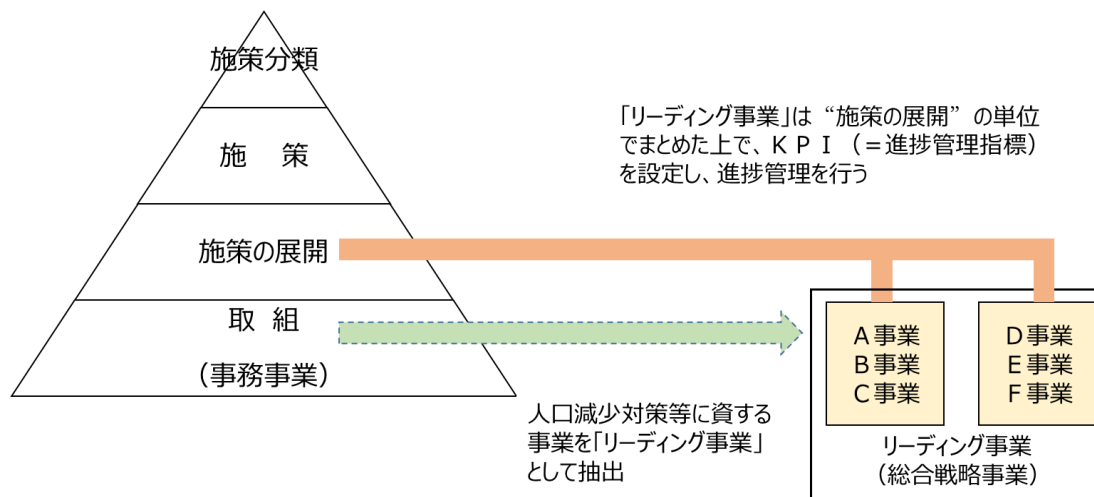 施策分類
施　策
施策の展開
取 組
（事務事業）
「リーディング事業」は“施策の展開”の単位
でまとめた上で、ＫＰＩ（＝進捗管理指標）
を設定し、進捗管理を行う
人口減少対策等に資する
事業を「リーディング事業」
として抽出
Ａ事業
Ｂ事業
Ｃ事業
Ｄ事業
Ｅ事業
Ｆ事業
リーディング事業
（総合戦略事業）